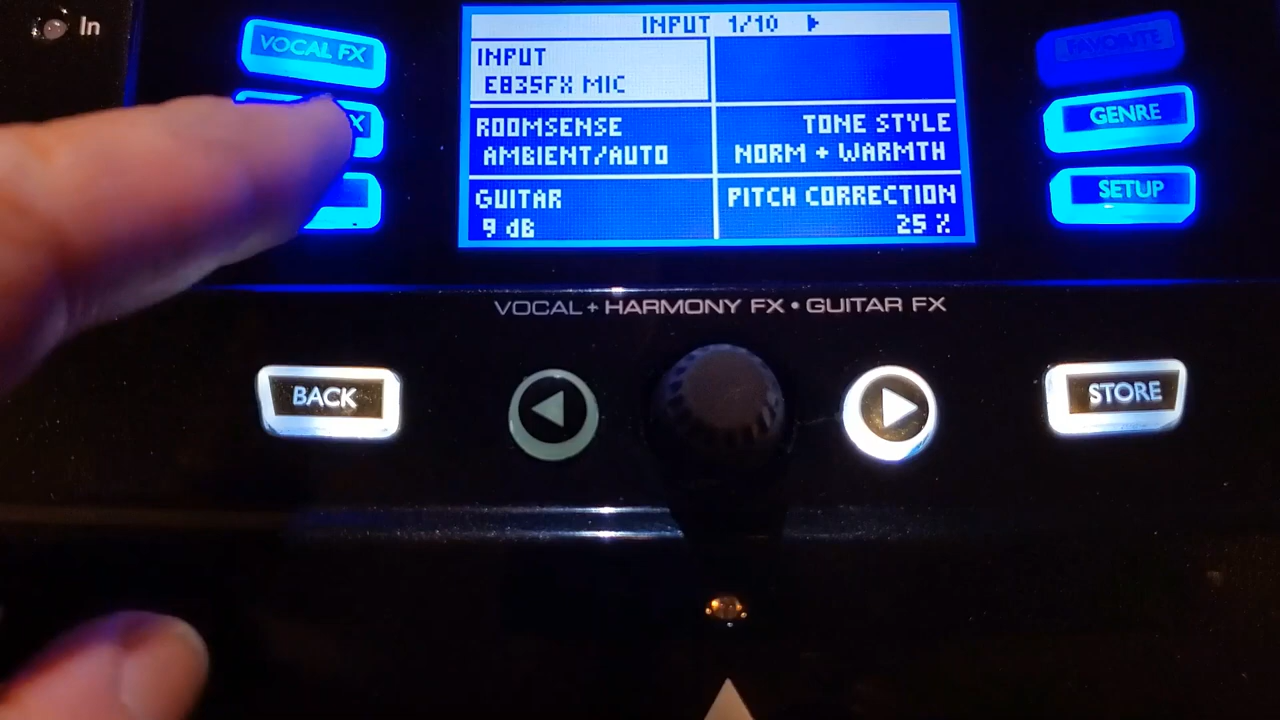 In
VOCAL FX
X
FAVORITE
GENRE
SETUP
INPUT 1/10
INPUT
E835FX MIC
ROOMSENSE
AMBIENT/AUTO
TONE STYLE
NORM + WARMTH
GUITAR
9 dB
PITCH CORRECTION
25 %
VOCAL + HARMONY FX • GUITAR FX
BACK
STORE